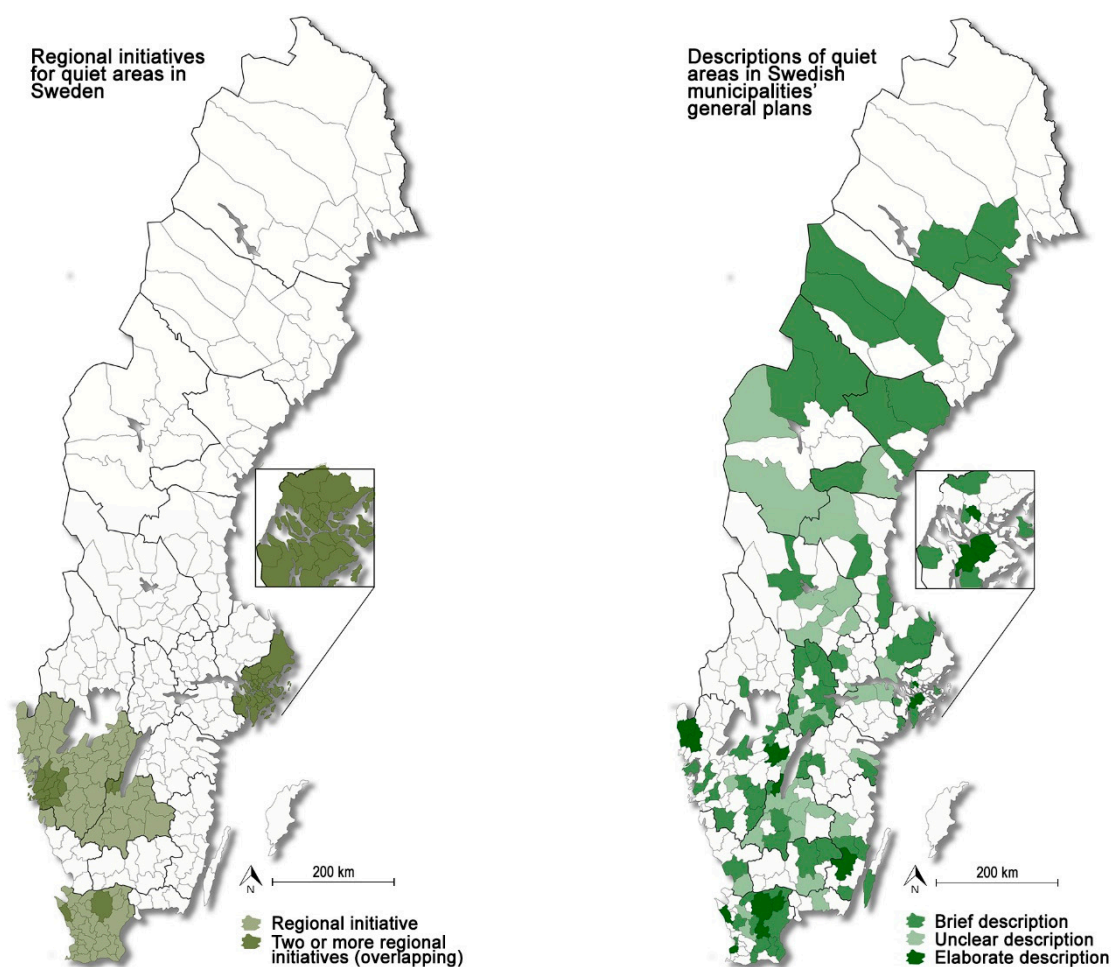 Regional initiatives
for quiet areas in
Sweden
200 km
N
Regional initiative
Two or more regional
initiatives (overlapping)
Descriptions of quiet
areas in Swedish
municipalities'
general plans
200 km
N
Brief description
Unclear description
Elaborate description